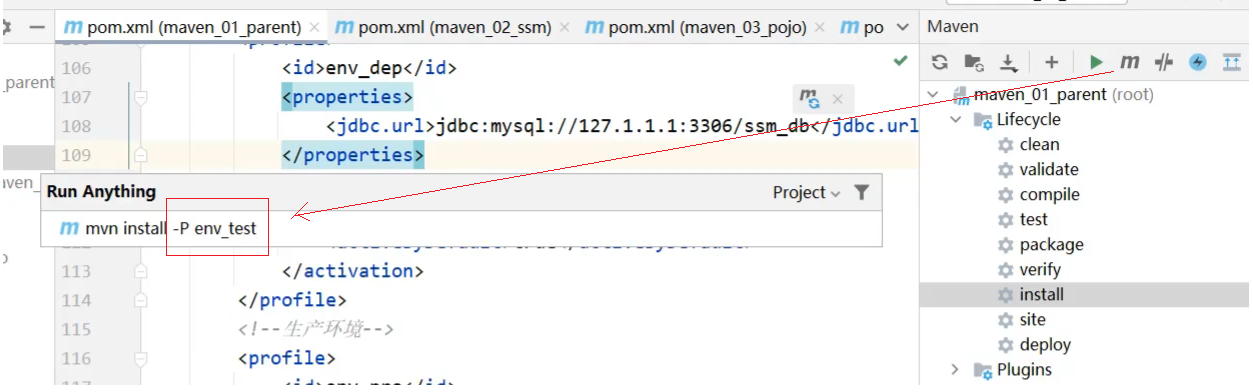 pom.xml (maven_01_parent)
pom.xml (maven_02_ssm)
pom.xml (maven_03_pojo)
po
Maven
_parent
106 <id>env_dep</id>
107 <properties>
108 <jdbc.url>jdbc:mysql://127.1.1.1:3306/ssm_db</jdbc.url
109 </properties>
Run Anything
Project
mvn install -P env_test
113 </activation>
114 </profile>
115 <!--生产环境-->
116 <profile>
maven_01_parent (root)
Lifecycle
clean
validate
compile
test
package
verify
install
site
deploy
Plugins